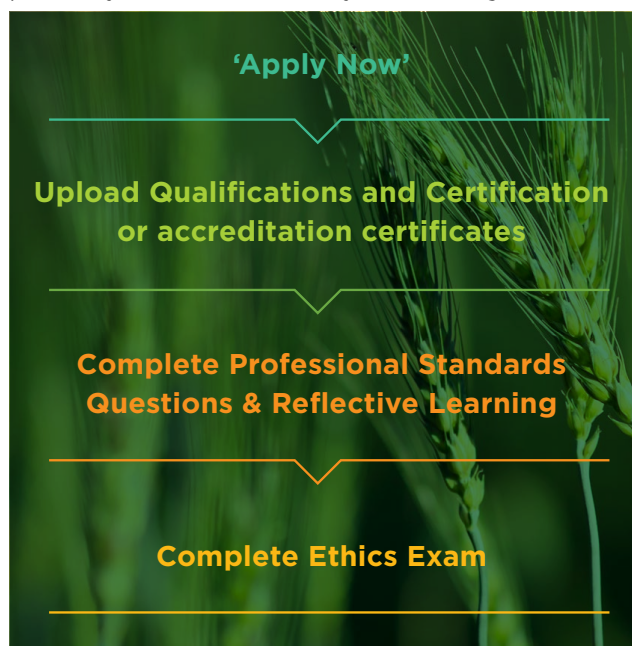 ‘Apply Now’
Upload Qualifications and Certification
or accreditation certificates
Complete Professional Standards
Questions & Reflective Learning
Complete Ethics Exam